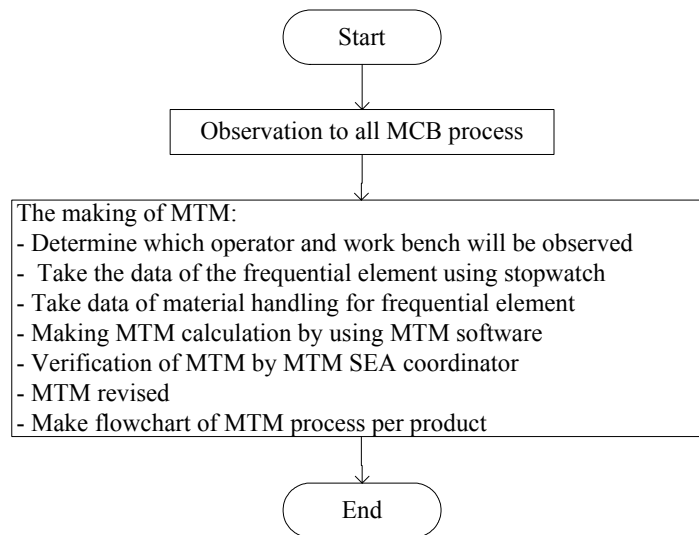 Start
Observation to all MCB process
The making of MTM:
- Determine which operator and work bench will be observed
- Take the data of the frequential element using stopwatch
- Take data of material handling for frequential element
- Making MTM calculation by using MTM software
- Verification of MTM by MTM SEA coordinator
- MTM revised
- Make flowchart of MTM process per product
End